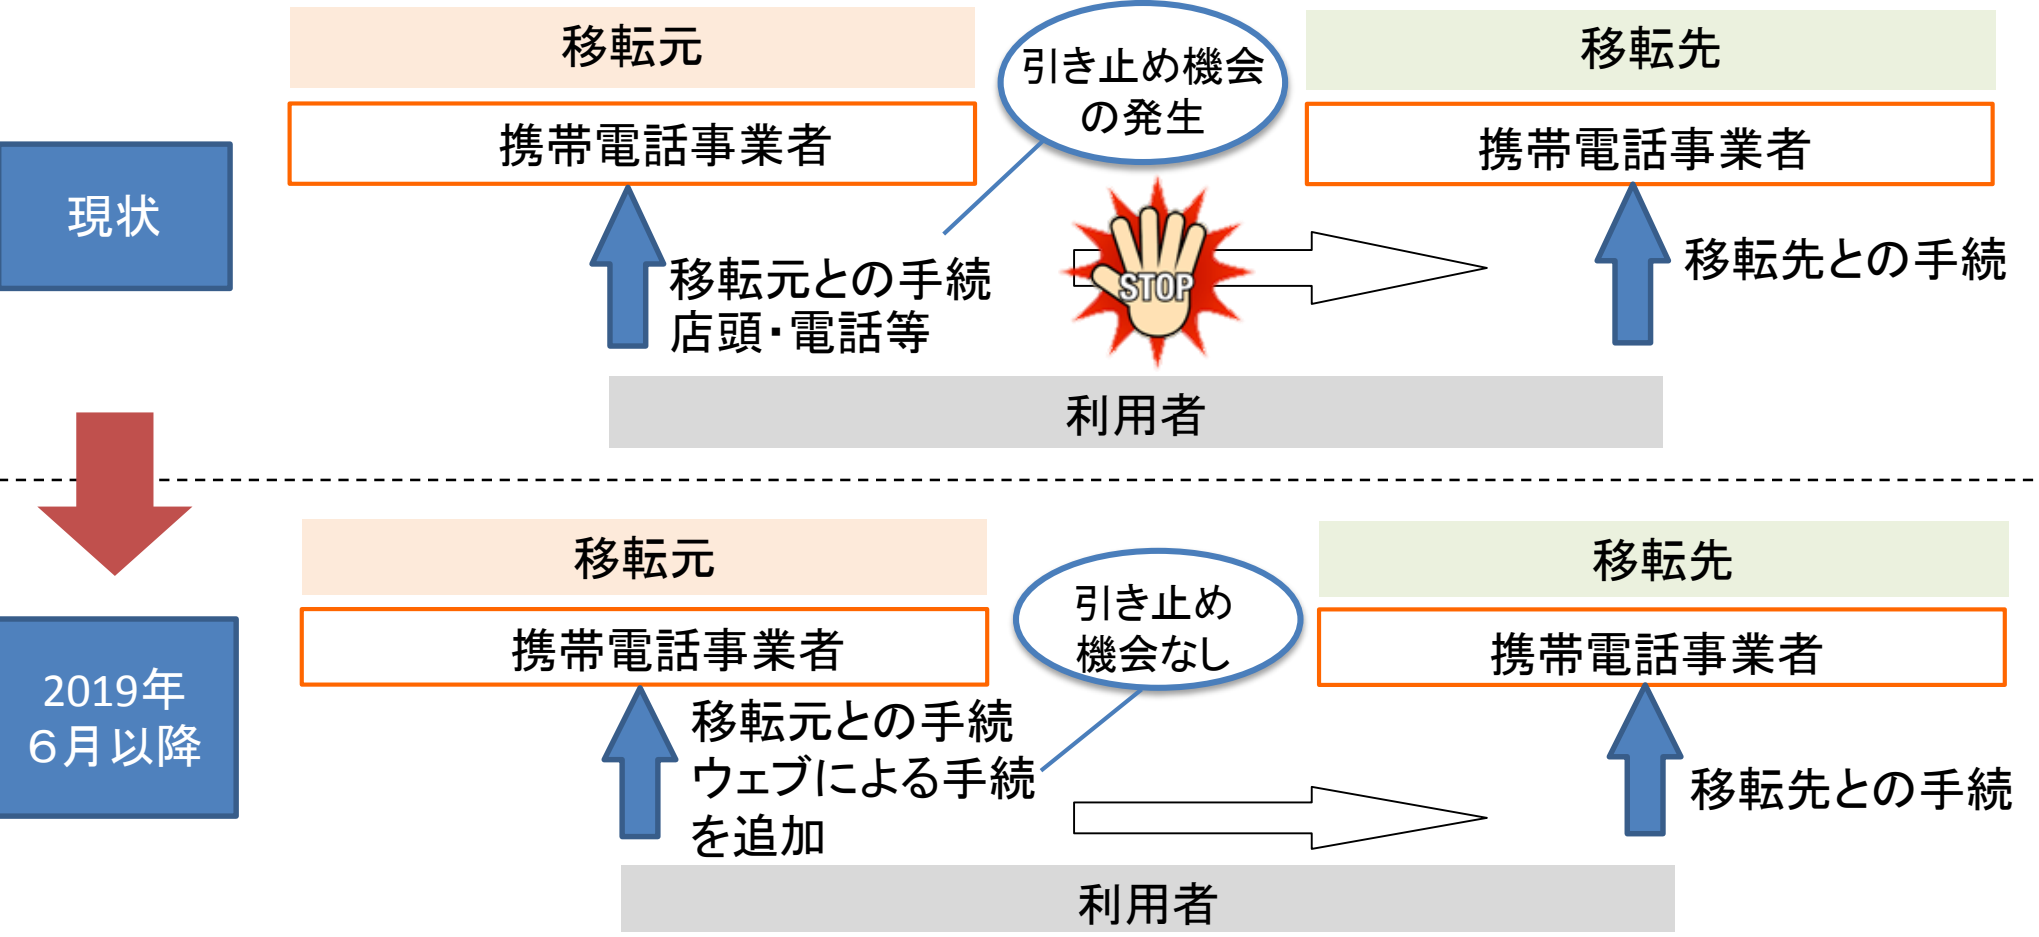 移転元
引き止め機会
の発生
移転先
携帯電話事業者
携帯電話事業者
現状
移転元との手続
店頭・電話等
STOP
移転先との手続
利用者
移転元
移転先
引き止め
機会なし
携帯電話事業者
携帯電話事業者
2019年
６月以降
移転元との手続
ウェブによる手続
を追加
移転先との手続
利用者